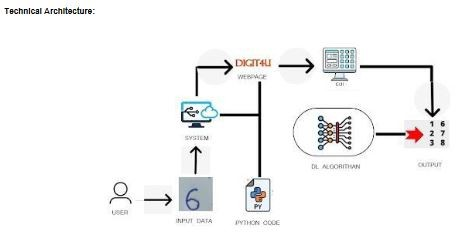 Technical Architecture:
DIGIT4U
WEBPAGE
SYSTEM
1 6
2 7
3 8
DL ALGORITHAN
OUTPUT
6
PY
USER
INPUT DATA
PYTHON CODE